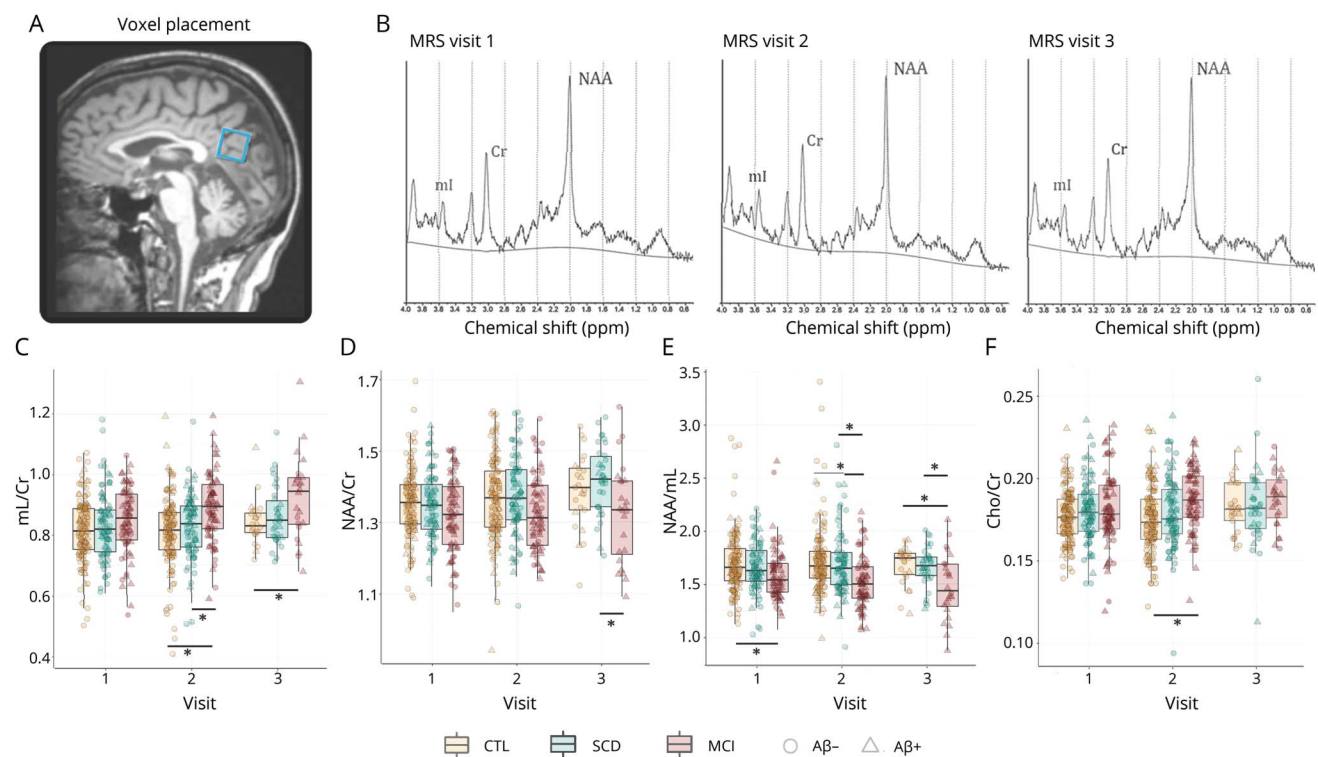 A
Voxel placement
B
MRS visit 1
MRS visit 2
MRS visit 3
NAA
Cr
mI
4.0 3.8 3.4 3.2 3.0 2.8 2.6 2.4 2.2 2.0 1.8 1.6 1.4 1.2 1.0 0.8 0.6
Chemical shift (ppm)
NAA
Cr
mI
4.0 3.8 3.4 3.2 3.0 2.8 2.6 2.4 2.2 2.0 1.8 1.6 1.4 1.2 1.0 0.8 0.6
Chemical shift (ppm)
NAA
Cr
mI
4.0 3.8 3.4 3.2 3.0 2.8 2.6 2.4 2.2 2.0 1.8 1.6 1.4 1.2 1.0 0.8 0.6
Chemical shift (ppm)
C
mL/Cr
1.2
1.0
0.8
0.6
0.4
*
*
*
1 2 3
Visit
D
NAA/Cr
1.7
1.5
1.3
1.1
*
1 2 3
Visit
E
NAA/mL
3.5
3.0
2.5
2.0
1.5
1.0
*
*
*
*
*
1 2 3
Visit
F
Cho/Cr
0.25
0.20
0.15
0.10
*
1 2 3
Visit
CTL SCD MCI Aβ– Aβ+